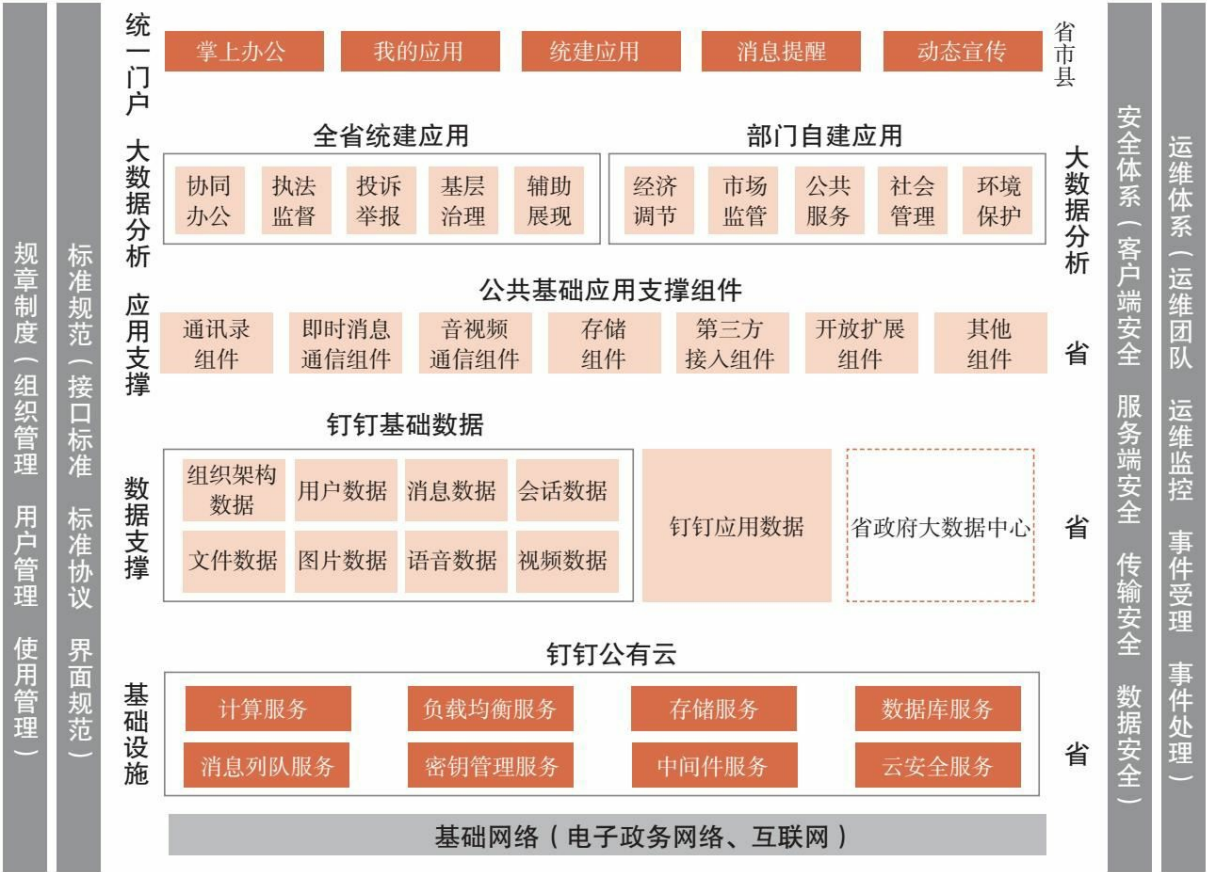 规章制度（组织管理 用户管理 使用管理）
标准规范（接口标准 标准协议 界面规范）
统一门户
掌上办公
我的应用
统建应用
消息提醒
动态宣传
省市县
大数据分析
全省统建应用
协同
办公
执法
监督
投诉
举报
基层
治理
辅助
展现
部门自建应用
经济
调节
市场
监管
公共
服务
社会
管理
环境
保护
大数据分析
应用支撑
公共基础应用支撑组件
通讯录
组件
即时消息
通信组件
音视频
通信组件
存储
组件
第三方
接入组件
开放扩展
组件
其他
组件
省
数据支撑
钉钉基础数据
组织架构
数据
用户数据
消息数据
会话数据
文件数据
图片数据
语音数据
视频数据
钉钉应用数据
省政府大数据中心
省
基础设施
钉钉公有云
计算服务
负载均衡服务
存储服务
数据库服务
消息列队服务
密钥管理服务
中间件服务
云安全服务
省
基础网络（电子政务网络、互联网）
安全体系（客户端安全 服务端安全 传输安全 数据安全）
运维体系（运维团队 运维监控 事件受理 事件处理）